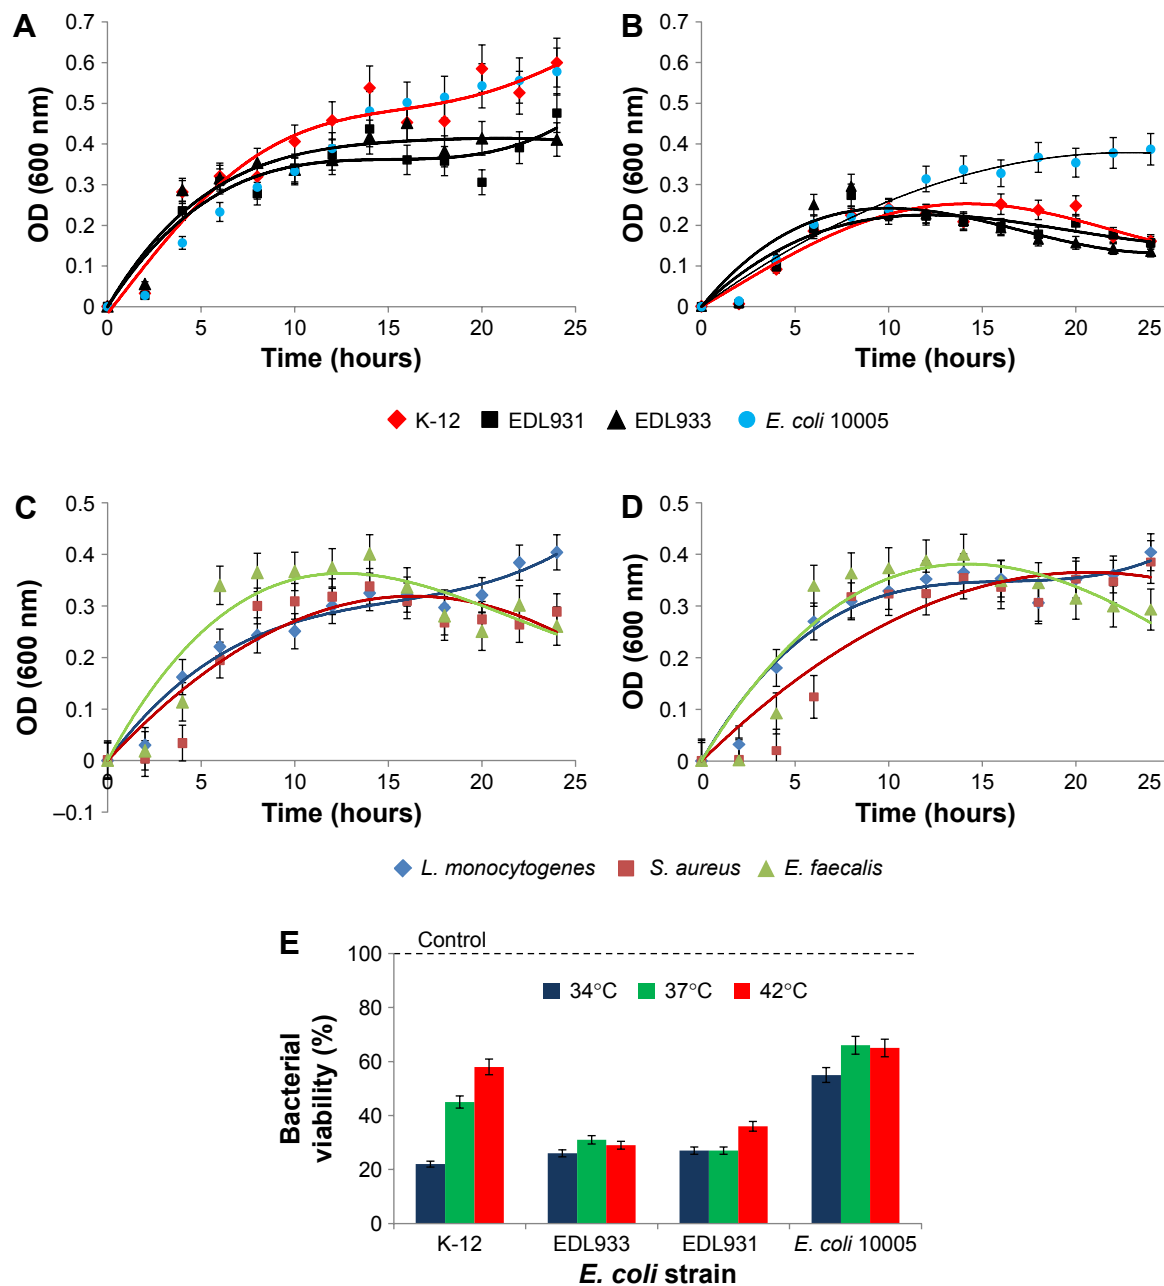 A
0.7
0.6
0.5
0.4
0.3
0.2
0.1
0
OD (600 nm)
0 5 10 15 20 25
Time (hours)
B
0.7
0.6
0.5
0.4
0.3
0.2
0.1
0
OD (600 nm)
0 5 10 15 20 25
Time (hours)
K-12 EDL931 EDL933 E. coli 10005
C
0.5
0.4
0.3
0.2
0.1
0
–0.1
OD (600 nm)
0 5 10 15 20 25
Time (hours)
D
0.5
0.4
0.3
0.2
0.1
0
OD (600 nm)
0 5 10 15 20 25
Time (hours)
L. monocytogenes S. aureus E. faecalis
E
Control
100
80
60
40
20
0
Bacterial
viability (%)
34°C 37°C 42°C
K-12 EDL933 EDL931 E. coli 10005
E. coli strain